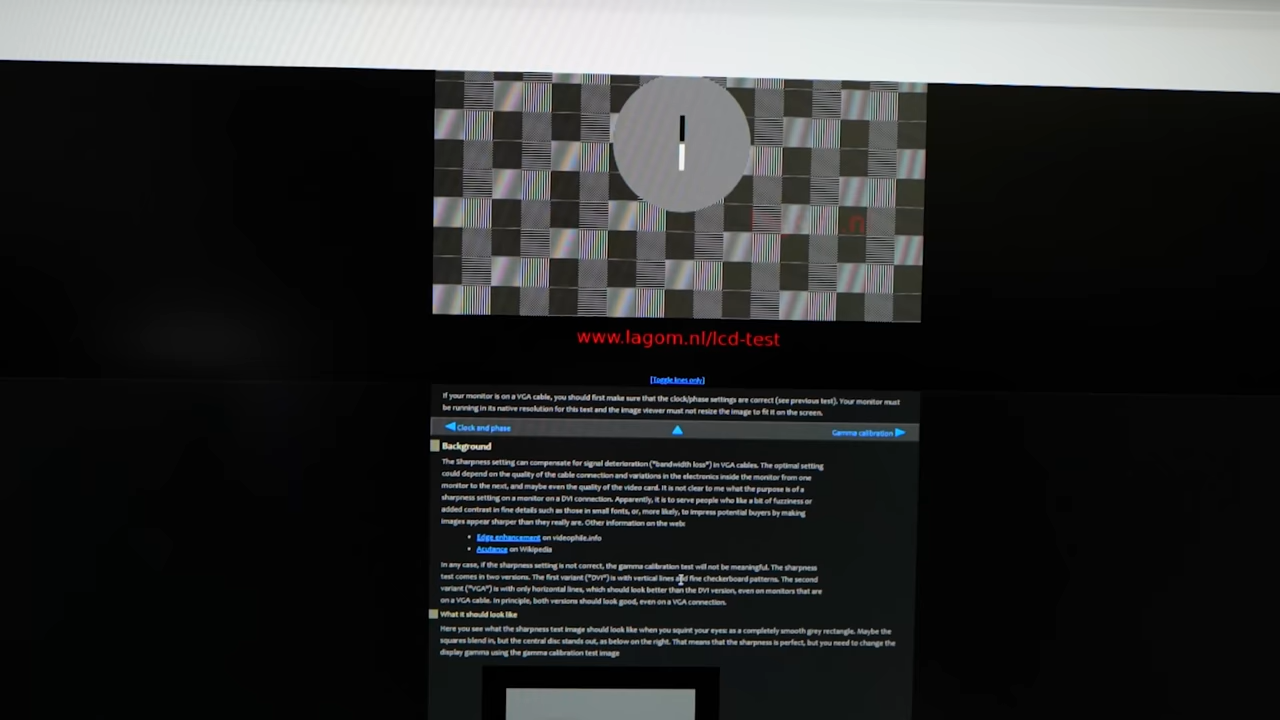 .n
www.lagom.nl/lcd-test
[Toggle lines only]
If your monitor is on a VGA cable, you should first make sure that the clock/phase settings are correct (see previous test). Your monitor must
be running in its native resolution for this test and the image viewer must not resize the image to fit it on the screen.
Clock and phase
Gamma calibration
Background
The Sharpness setting can compensate for signal deterioration ("bandwidth loss") in VGA cables. The optimal setting
could depend on the quality of the cable connection and variations in the electronics inside the monitor from one
monitor to the next, and maybe even the quality of the video card. It is not clear to me what the purpose is of a
sharpness setting on a monitor on a DVI connection. Apparently, it is to serve people who like a bit of fuzziness or
added contrast in fine details such as those in small fonts, or, more likely, to impress potential buyers by making
images appear sharper than they really are. Other information on the web:
• Edge enhancement on videophile.info
• Acutance on Wikipedia
In any case, if the sharpness setting is not correct, the gamma calibration test will not be meaningful. The sharpness
test comes in two versions. The first variant ("DVI") is with vertical lines and fine checkerboard patterns. The second
variant ("VGA") is with only horizontal lines, which should look better than the DVI version, even on monitors that are
on a VGA cable. In principle, both versions should look good, even on a VGA connection.
What it should look like
Here you see what the sharpness test image should look like when you squint your eyes: as a completely smooth grey rectangle. Maybe the
squares blend in, but the central disc stands out, as below on the right. That means that the sharpness is perfect, but you need to change the
display gamma using the gamma calibration test image